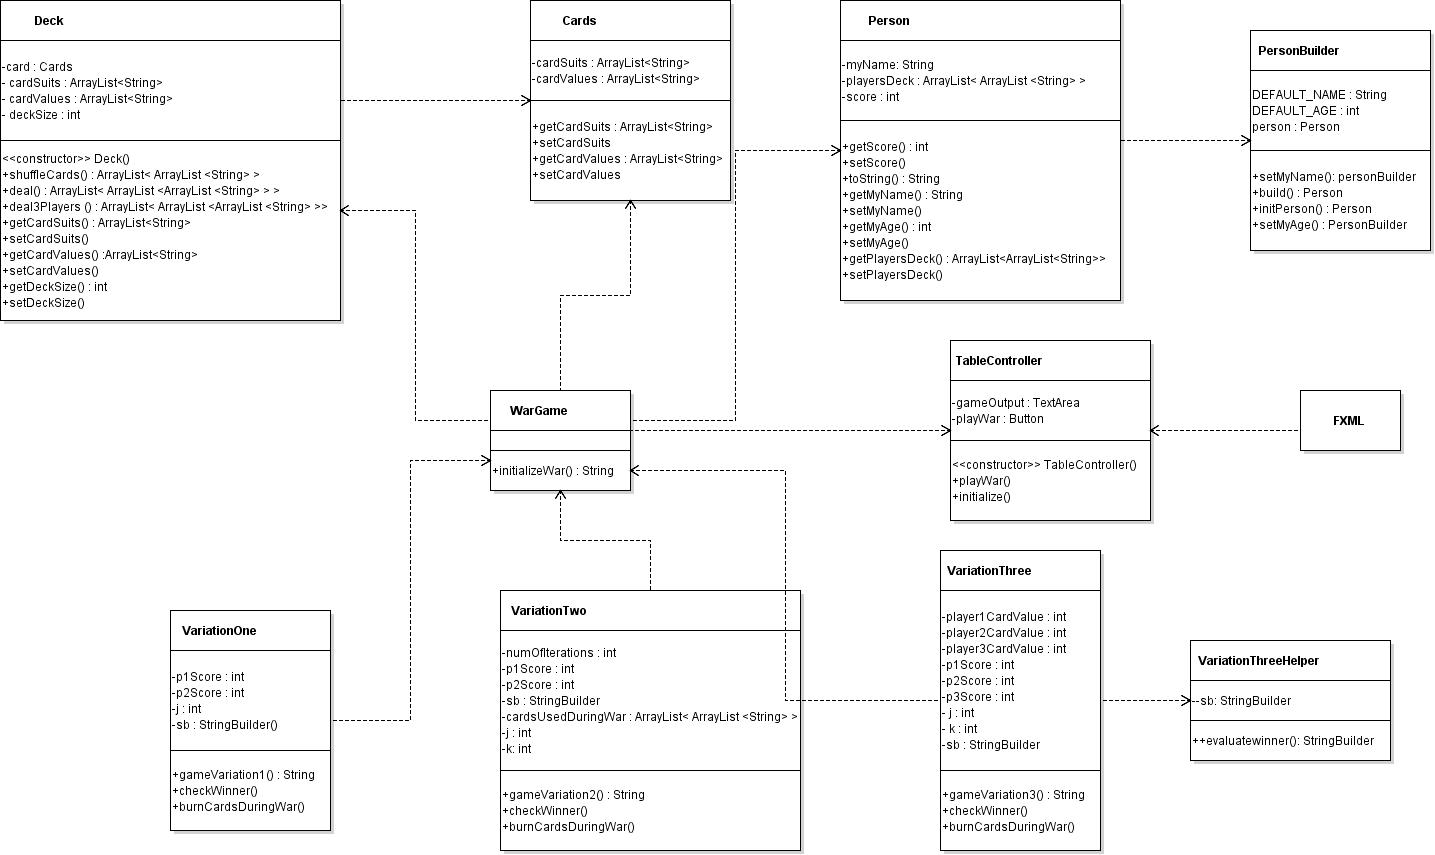 Deck
-card : Cards
- cardSuits : ArrayList<String>
- cardValues : ArrayList<String>
- deckSize : int
<<constructor>> Deck()
+shuffleCards() : ArrayList< ArrayList <String> >
+deal() : ArrayList< ArrayList <ArrayList <String> > >
+deal3Players () : ArrayList< ArrayList <ArrayList <String> >>
+getCardSuits() : ArrayList<String>
+setCardSuits()
+getCardValues() :ArrayList<String>
+setCardValues()
+getDeckSize() : int
+setDeckSize()
Cards
-cardSuits : ArrayList<String>
-cardValues : ArrayList<String>
+getCardSuits : ArrayList<String>
+setCardSuits
+getCardValues : ArrayList<String>
+setCardValues
Person
-myName: String
-playersDeck : ArrayList< ArrayList <String> >
-score : int
+getScore() : int
+setScore()
+toString() : String
+getMyName() : String
+setMyName()
+getMyAge() : int
+setMyAge()
+getPlayersDeck() : ArrayList<ArrayList<String>>
+setPlayersDeck()
PersonBuilder
DEFAULT_NAME : String
DEFAULT_AGE : int
person : Person
+setMyName(): personBuilder
+build() : Person
+initPerson() : Person
+setMyAge() : PersonBuilder
WarGame
+initializeWar() : String
TableController
-gameOutput : TextArea
-playWar : Button
<<constructor>> TableController()
+playWar()
+initialize()
FXML
VariationOne
-p1Score : int
-p2Score : int
-j : int
-sb : StringBuilder()
+gameVariation1() : String
+checkWinner()
+burnCardsDuringWar()
VariationTwo
-numOfIterations : int
-p1Score : int
-p2Score : int
-sb : StringBuilder
-cardsUsedDuringWar : ArrayList< ArrayList <String> >
-j : int
-k: int
+gameVariation2() : String
+checkWinner()
+burnCardsDuringWar()
VariationThree
-player1CardValue : int
-player2CardValue : int
-player3CardValue : int
-p1Score : int
-p2Score : int
-p3Score : int
- j : int
- k : int
-sb : StringBuilder
+gameVariation3() : String
+checkWinner()
+burnCardsDuringWar()
VariationThreeHelper
--sb: StringBuilder
++evaluatewinner(): StringBuilder